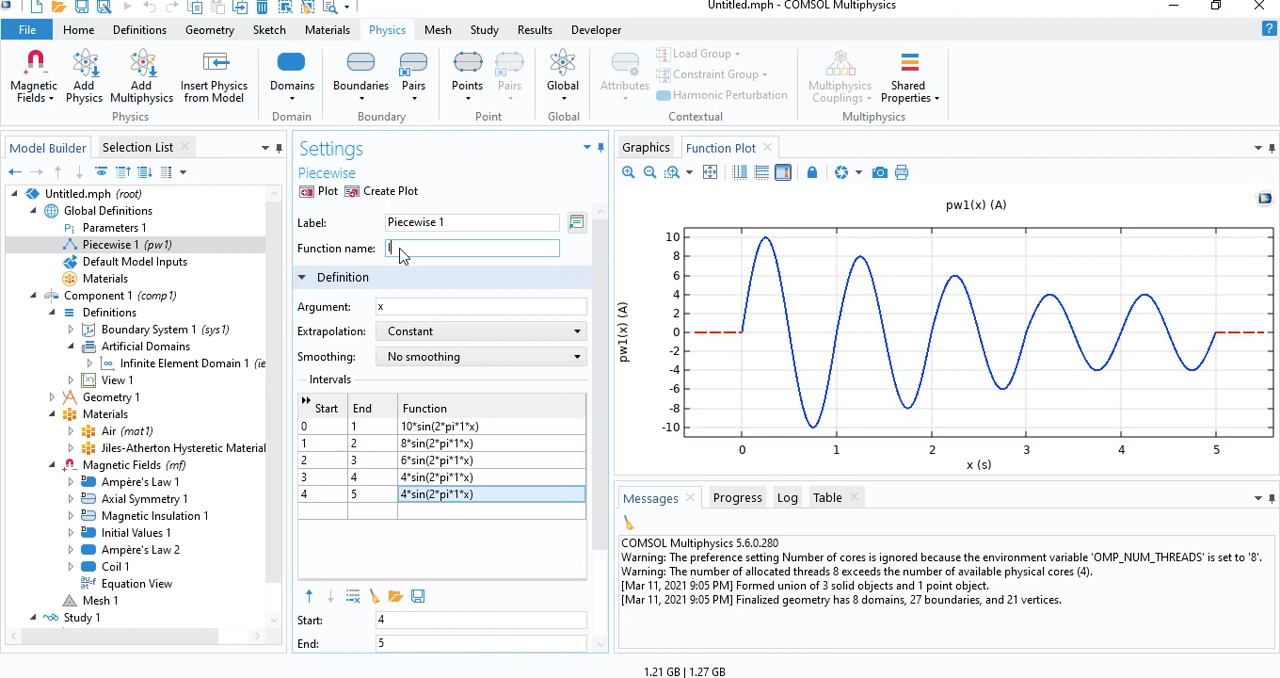 Untitled.mph - COMSOL Multiphysics
File Home Definitions Geometry Sketch Materials Physics Mesh Study Results Developer
Magnetic Fields
Add Physics
Add Multiphysics
Insert Physics from Model
Physics
Domains
Domain
Boundaries
Pairs
Boundary
Points
Pairs
Point
Global
Global
Attributes
Load Group
Constraint Group
Harmonic Perturbation
Contextual
Multiphysics Couplings
Shared Properties
Multiphysics
Model Builder Selection List
Untitled.mph (root)
Global Definitions
Pi Parameters 1
Piecewise 1 (pw1)
Default Model Inputs
Materials
Component 1 (comp1)
Definitions
Boundary System 1 (sys1)
Artificial Domains
Infinite Element Domain 1 (ie
View 1
Geometry 1
Materials
Air (mat1)
Jiles-Atherton Hysteretic Material
Magnetic Fields (mf)
Ampère's Law 1
Axial Symmetry 1
Magnetic Insulation 1
Initial Values 1
Ampère's Law 2
Coil 1
Equation View
Mesh 1
Study 1
Settings
Piecewise
Plot Create Plot
Label: Piecewise 1
Function name: I
Definition
Argument: x
Extrapolation: Constant
Smoothing: No smoothing
Intervals
Start End Function
0 1 10*sin(2*pi*1*x)
1 2 8*sin(2*pi*1*x)
2 3 6*sin(2*pi*1*x)
3 4 4*sin(2*pi*1*x)
4 5 4*sin(2*pi*1*x)
Start: 4
End: 5
Graphics Function Plot
pw1(x) (A)
10
8
6
4
2
0
-2
-4
-6
-8
-10
pw1(x) (A)
0 1 2 3 4 5
x (s)
Messages Progress Log Table
COMSOL Multiphysics 5.6.0.280
Warning: The preference setting Number of cores is ignored because the environment variable 'OMP_NUM_THREADS' is set to '8'.
Warning: The number of allocated threads 8 exceeds the number of available physical cores (4).
[Mar 11, 2021 9:05 PM] Formed union of 3 solid objects and 1 point object.
[Mar 11, 2021 9:05 PM] Finalized geometry has 8 domains, 27 boundaries, and 21 vertices.
1.21 GB | 1.27 GB